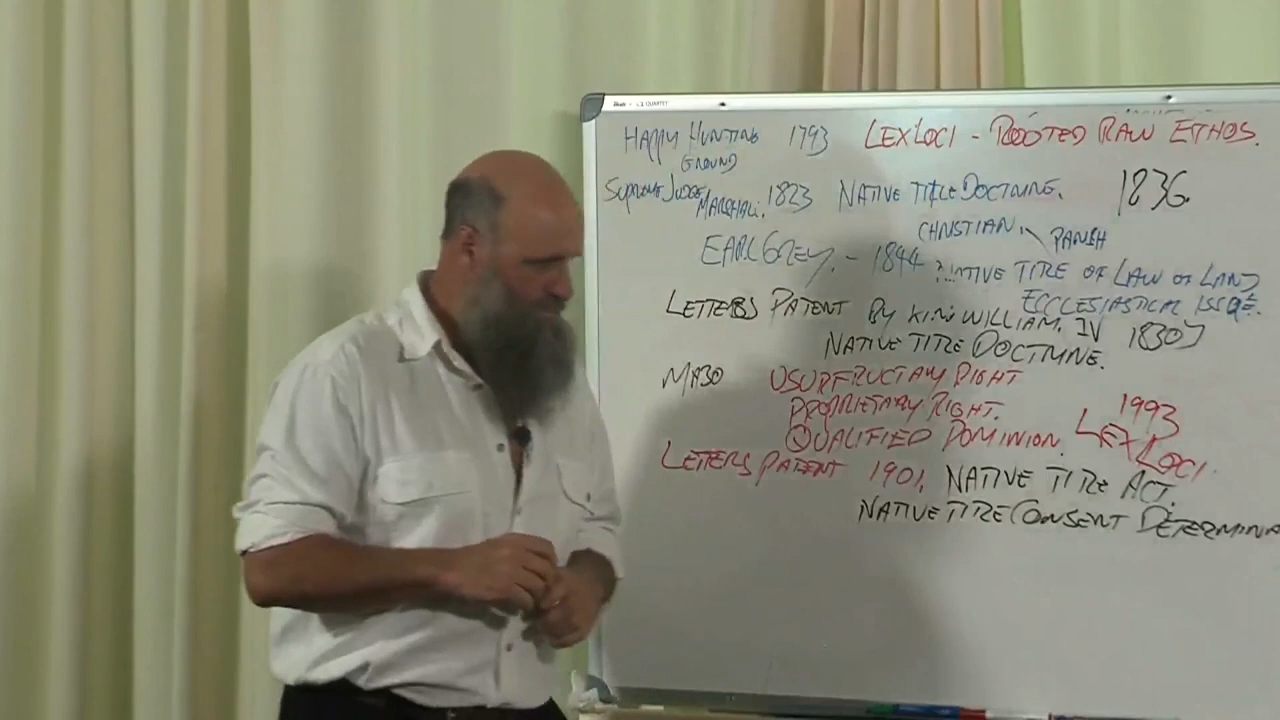 QUARTET
HAPPY HUNTING GROUND 1793 LEX LOCI - ROOTED RAW ETHOS.
SUPREME JUDGE MARSHALL. 1823 NATIVE TITLE DOCTRINE. 1836
CHRISTIAN. PARISH
EARL GREY. - 1844 NATIVE TITLE OF LAW OF LAND
ECCLESIASTICAL ISSUE.
LETTERS PATENT BY KING WILLIAM. IV 1830
NATIVE TITLE DOCTRINE.
MABO USURFRUCTARY RIGHT
PROPRIETARY RIGHT. 1993
QUALIFIED DOMINION. LEX LOCI.
LETTERS PATENT 1901, NATIVE TITLE ACT.
NATIVE TITLE CONSENT DETERMINA